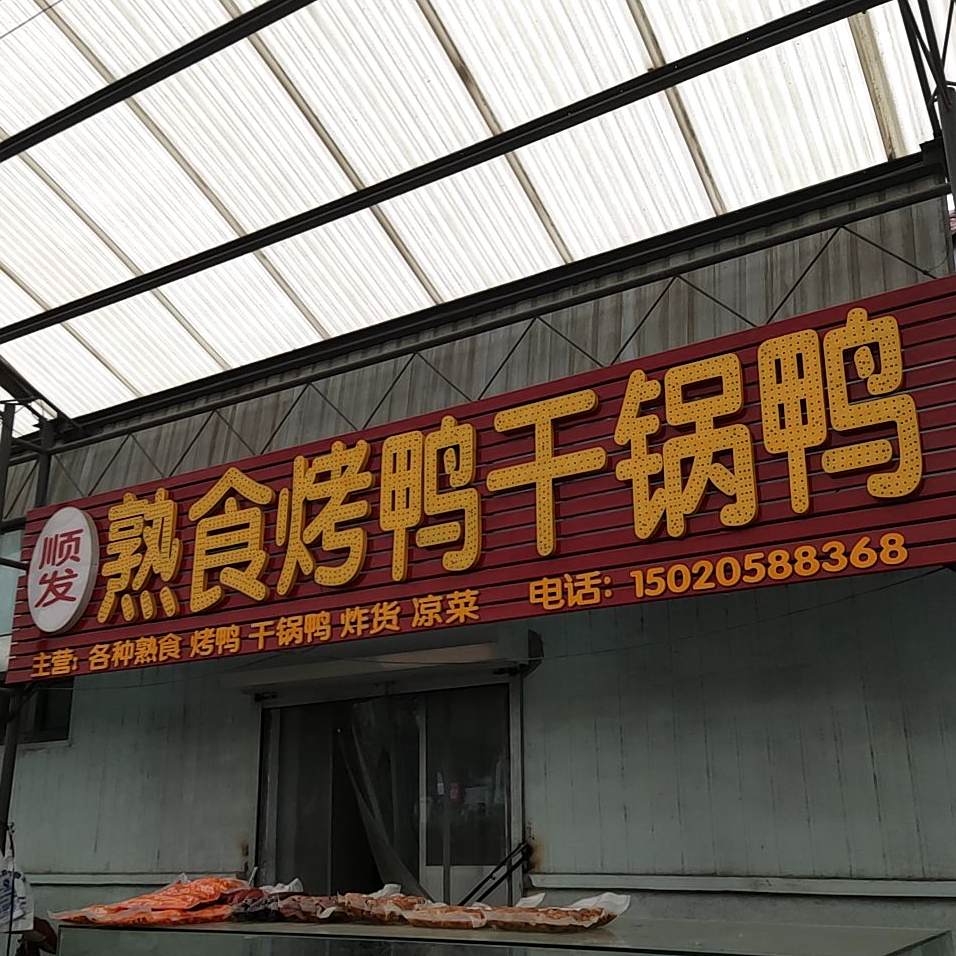 顺发
熟食烤鸭干锅鸭
主营: 各种熟食 烤鸭 干锅鸭 炸货 凉菜
电话: 15020588368